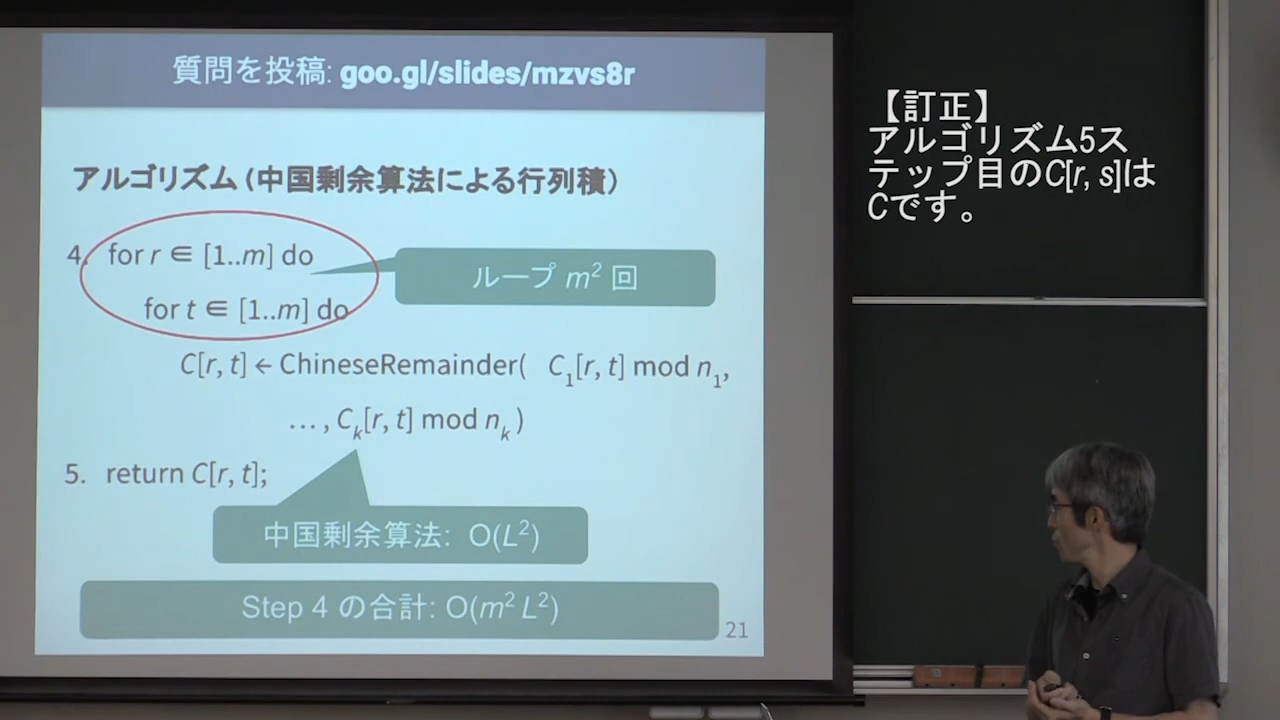 質問を投稿: goo.gl/slides/mzvs8r
アルゴリズム (中国剰余算法による行列積)
4. for r ∈ [1..m] do
ループ m² 回
for t ∈ [1..m] do
C[r, t] ← ChineseRemainder( C₁[r, t] mod n₁,
… , Cₖ[r, t] mod nₖ )
5. return C[r, t];
中国剰余算法: O(L²)
Step 4 の合計: O(m² L²)
21
【訂正】
アルゴリズム5ス
テップ目のC[r, s]は
Cです。